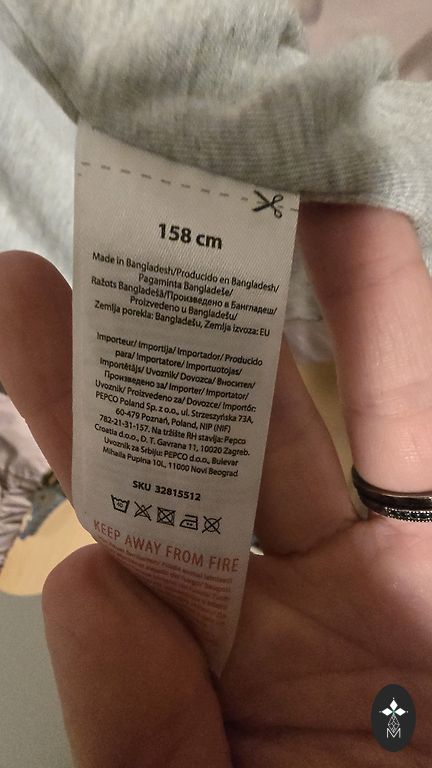 158 cm
Made in Bangladesh/Producido en Bangladesh/
Pagaminta Bangladeše/
Ražots Bangladešā/Произведено в Бангладеш/
Proizvedeno u Bangladešu/
Zemlja porekla: Bangladešu, Zemlja izvoza: EU
Importeur/Importija/Importador/Producido
para/Importatore/Importuotojas/
Importētājs/Uvoznik/Dovozca/Вносител/
Произведено за/Importer/Importator/
Uvoznik/Proizvedeno za/Dovozce/Importőr:
PEPCO Poland Sp. z o.o., ul. Strzeszyńska 73A,
60-479 Poznań, Poland, NIP (NIF)
782-21-31-157. Na tržište RH stavlja: Pepco
Croatia d.o.o., D. T. Gavrana 11, 10020 Zagreb.
Uvoznik za Srbiju: PEPCO d.o.o., Bulevar
Mihaila Pupina 10L, 11000 Novi Beograd
SKU 32815512
KEEP AWAY FROM FIRE
M